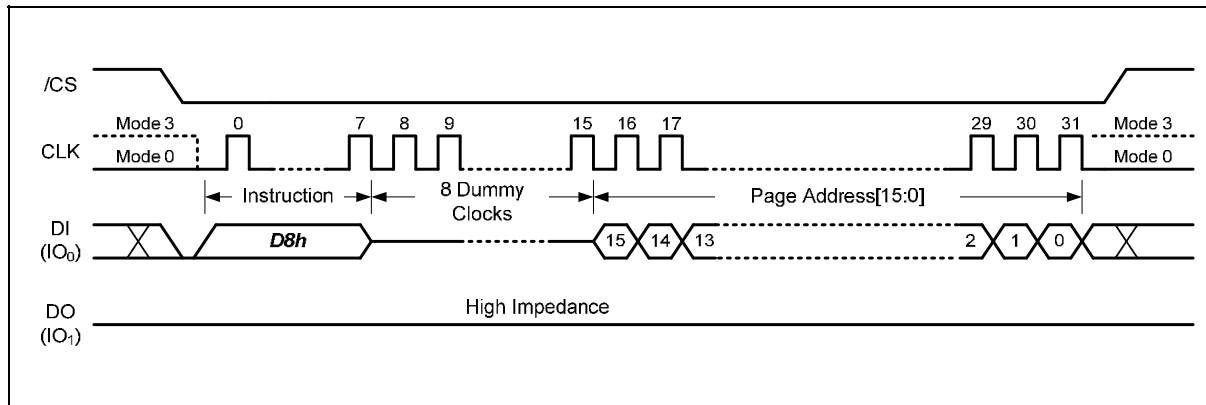 /CS
Mode 3 0 7 8 9 15 16 17 29 30 31 Mode 3
CLK
Mode 0 Mode 0
Instruction 8 Dummy Clocks Page Address[15:0]
DI
(IO0)
D8h 15 14 13 2 1 0
High Impedance
DO
(IO1)